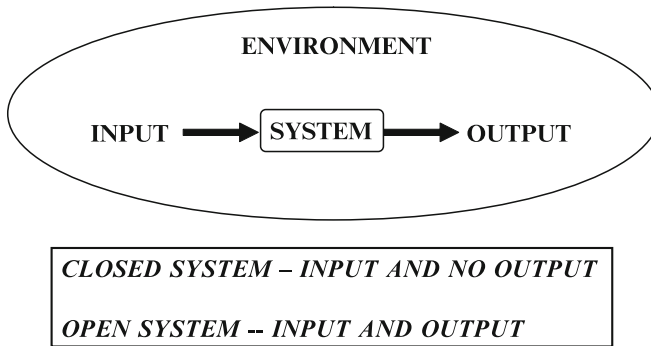 ENVIRONMENT
INPUT SYSTEM OUTPUT
CLOSED SYSTEM – INPUT AND NO OUTPUT
OPEN SYSTEM -- INPUT AND OUTPUT